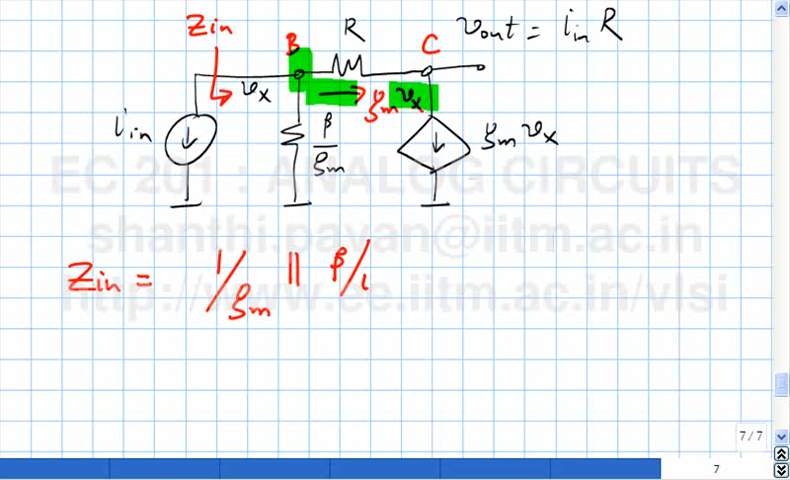 Zin
B
R
C
vout = iin R
vx
gm vx
iin
β/gm
gm vx
EC 201 : ANALOG CIRCUITS
shanthi.pavan@iitm.ac.in
Zin = 1/gm || β/
http://www.ee.iitm.ac.in/vlsi
7 / 7
7